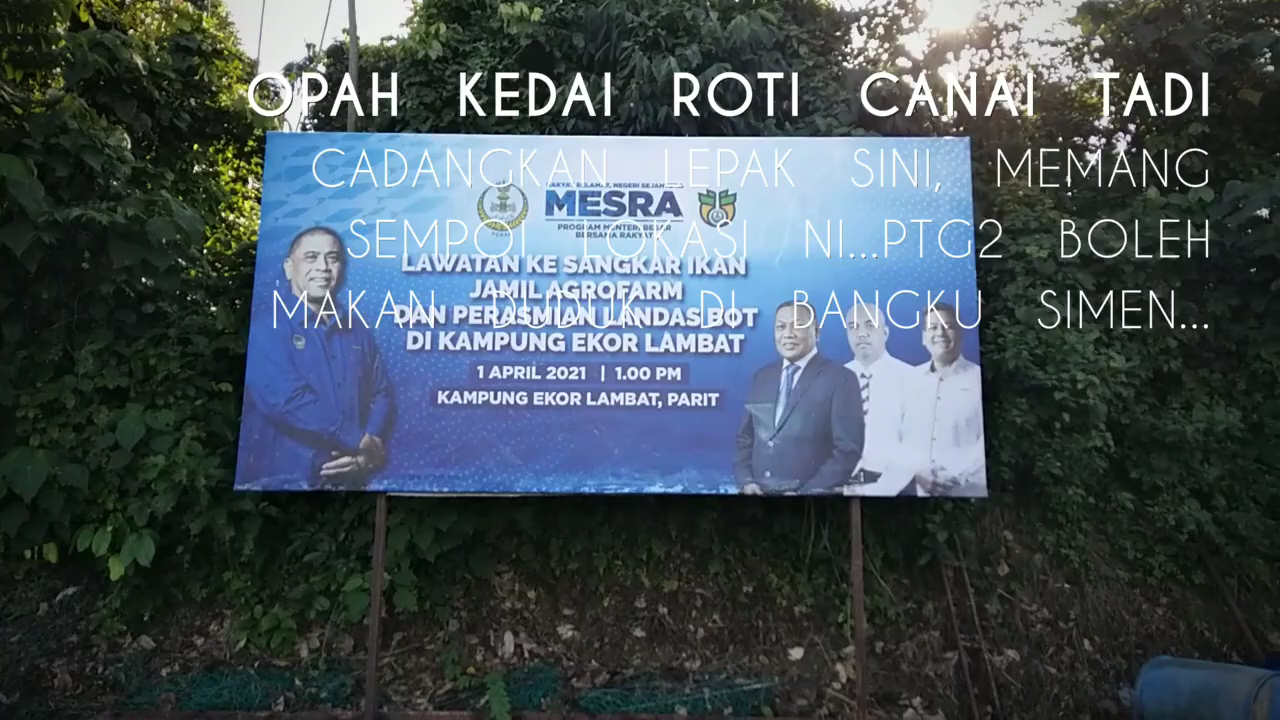 OPAH KEDAI ROTI CANAI TADI
CADANGKAN LEPAK SINI, MEMANG
SEMPOI LOKASI NI...PTG2 BOLEH
MAKAN DUDUK DI BANGKU SIMEN...
MESRA
PROGRAM MENTERI BESAR
BERSAMA RAKYAT
LAWATAN KE SANGKAR IKAN
JAMIL AGROFARM
DAN PERASMIAN LANDAS BOT
DI KAMPUNG EKOR LAMBAT
1 APRIL 2021 | 1.00 PM
KAMPUNG EKOR LAMBAT, PARIT